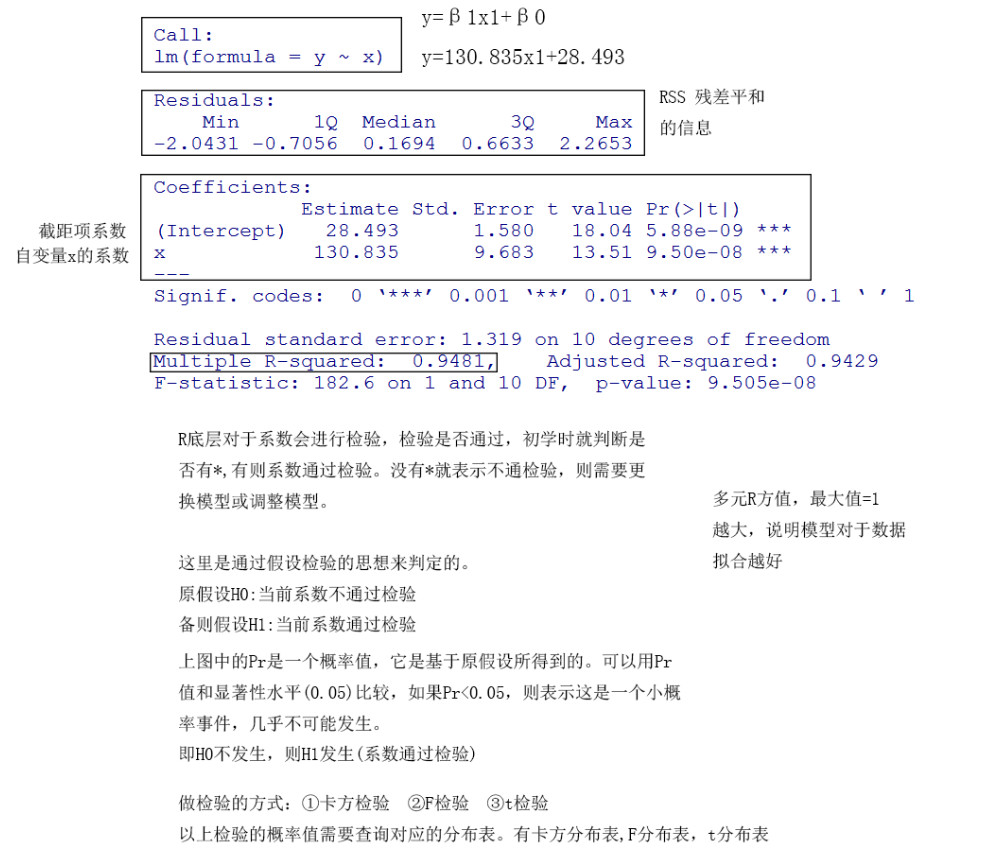 y=β1x1+β0
Call:
lm(formula = y ~ x)
y=130.835x1+28.493
Residuals:
Min 1Q Median 3Q Max
-2.0431 -0.7056 0.1694 0.6633 2.2653
RSS 残差平和
的信息
Coefficients:
Estimate Std. Error t value Pr(>|t|)
截距项系数
(Intercept) 28.493 1.580 18.04 5.88e-09 ***
自变量x的系数
x 130.835 9.683 13.51 9.50e-08 ***
---
Signif. codes: 0 ‘***’ 0.001 ‘**’ 0.01 ‘*’ 0.05 ‘.’ 0.1 ‘ ’ 1
Residual standard error: 1.319 on 10 degrees of freedom
Multiple R-squared: 0.9481, Adjusted R-squared: 0.9429
F-statistic: 182.6 on 1 and 10 DF, p-value: 9.505e-08
R底层对于系数会进行检验，检验是否通过，初学时就判断是
否有*,有则系数通过检验。没有*就表示不通检验，则需要更
换模型或调整模型。
多元R方值，最大值=1
越大，说明模型对于数据
拟合越好
这里是通过假设检验的思想来判定的。
原假设H0:当前系数不通过检验
备则假设H1:当前系数通过检验
上图中的Pr是一个概率值，它是基于原假设所得到的。可以用Pr
值和显著性水平(0.05)比较，如果Pr<0.05，则表示这是一个小概
率事件，几乎不可能发生。
即H0不发生，则H1发生(系数通过检验)
做检验的方式：①卡方检验 ②F检验 ③t检验
以上检验的概率值需要查询对应的分布表。有卡方分布表,F分布表，t分布表